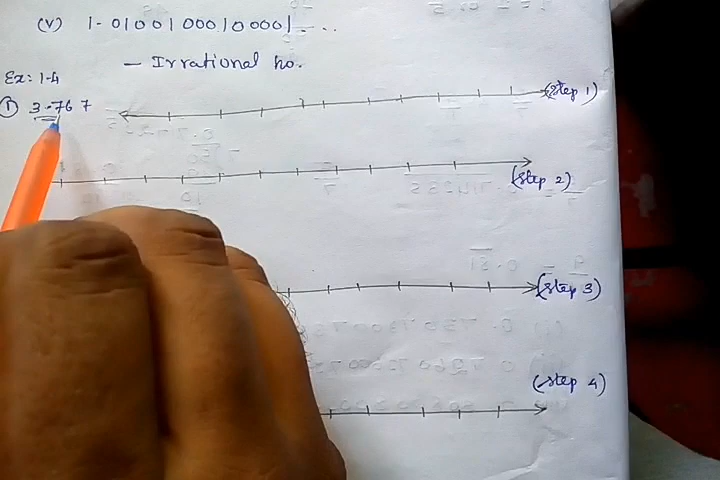 (V) 1.01001000100001. . .
– Irrational no.
Ex: 1.4
① 3.767
(Step 1)
(Step 2)
(Step 3)
(Step 4)